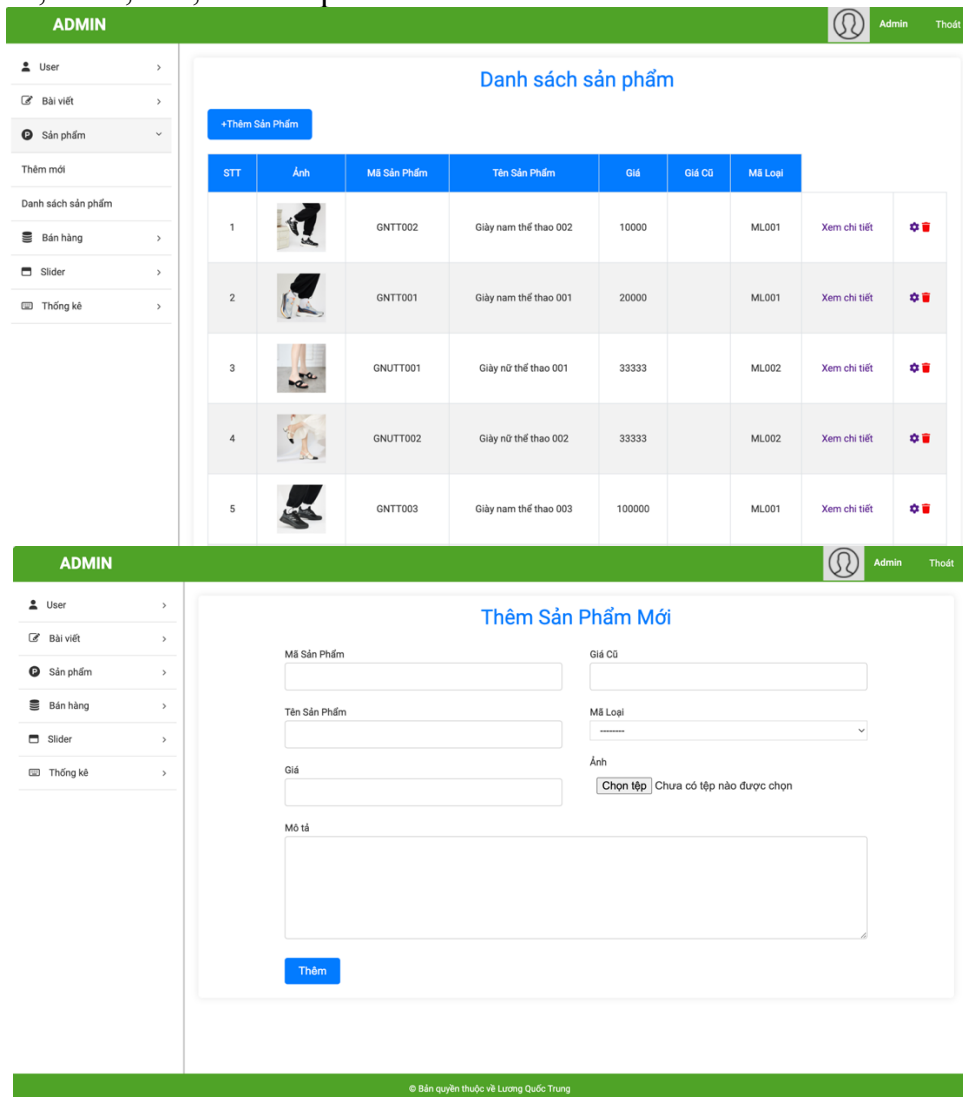 ADMIN
Admin Thoát
User
Bài viết
Sản phẩm
Thêm mới
Danh sách sản phẩm
Bán hàng
Slider
Thống kê
Danh sách sản phẩm
+Thêm Sản Phẩm
STT Ảnh Mã Sản Phẩm Tên Sản Phẩm Giá Giá Cũ Mã Loại
1 GNTT002 Giày nam thể thao 002 10000 ML001 Xem chi tiết
2 GNTT001 Giày nam thể thao 001 20000 ML001 Xem chi tiết
3 GNUTT001 Giày nữ thể thao 001 33333 ML002 Xem chi tiết
4 GNUTT002 Giày nữ thể thao 002 33333 ML002 Xem chi tiết
5 GNTT003 Giày nam thể thao 003 100000 ML001 Xem chi tiết
ADMIN
Admin Thoát
User
Bài viết
Sản phẩm
Bán hàng
Slider
Thống kê
Thêm Sản Phẩm Mới
Mã Sản Phẩm Giá Cũ
Tên Sản Phẩm Mã Loại
---------
Giá Ảnh
Chọn tệp Chưa có tệp nào được chọn
Mô tả
Thêm
© Bản quyền thuộc về Lương Quốc Trung